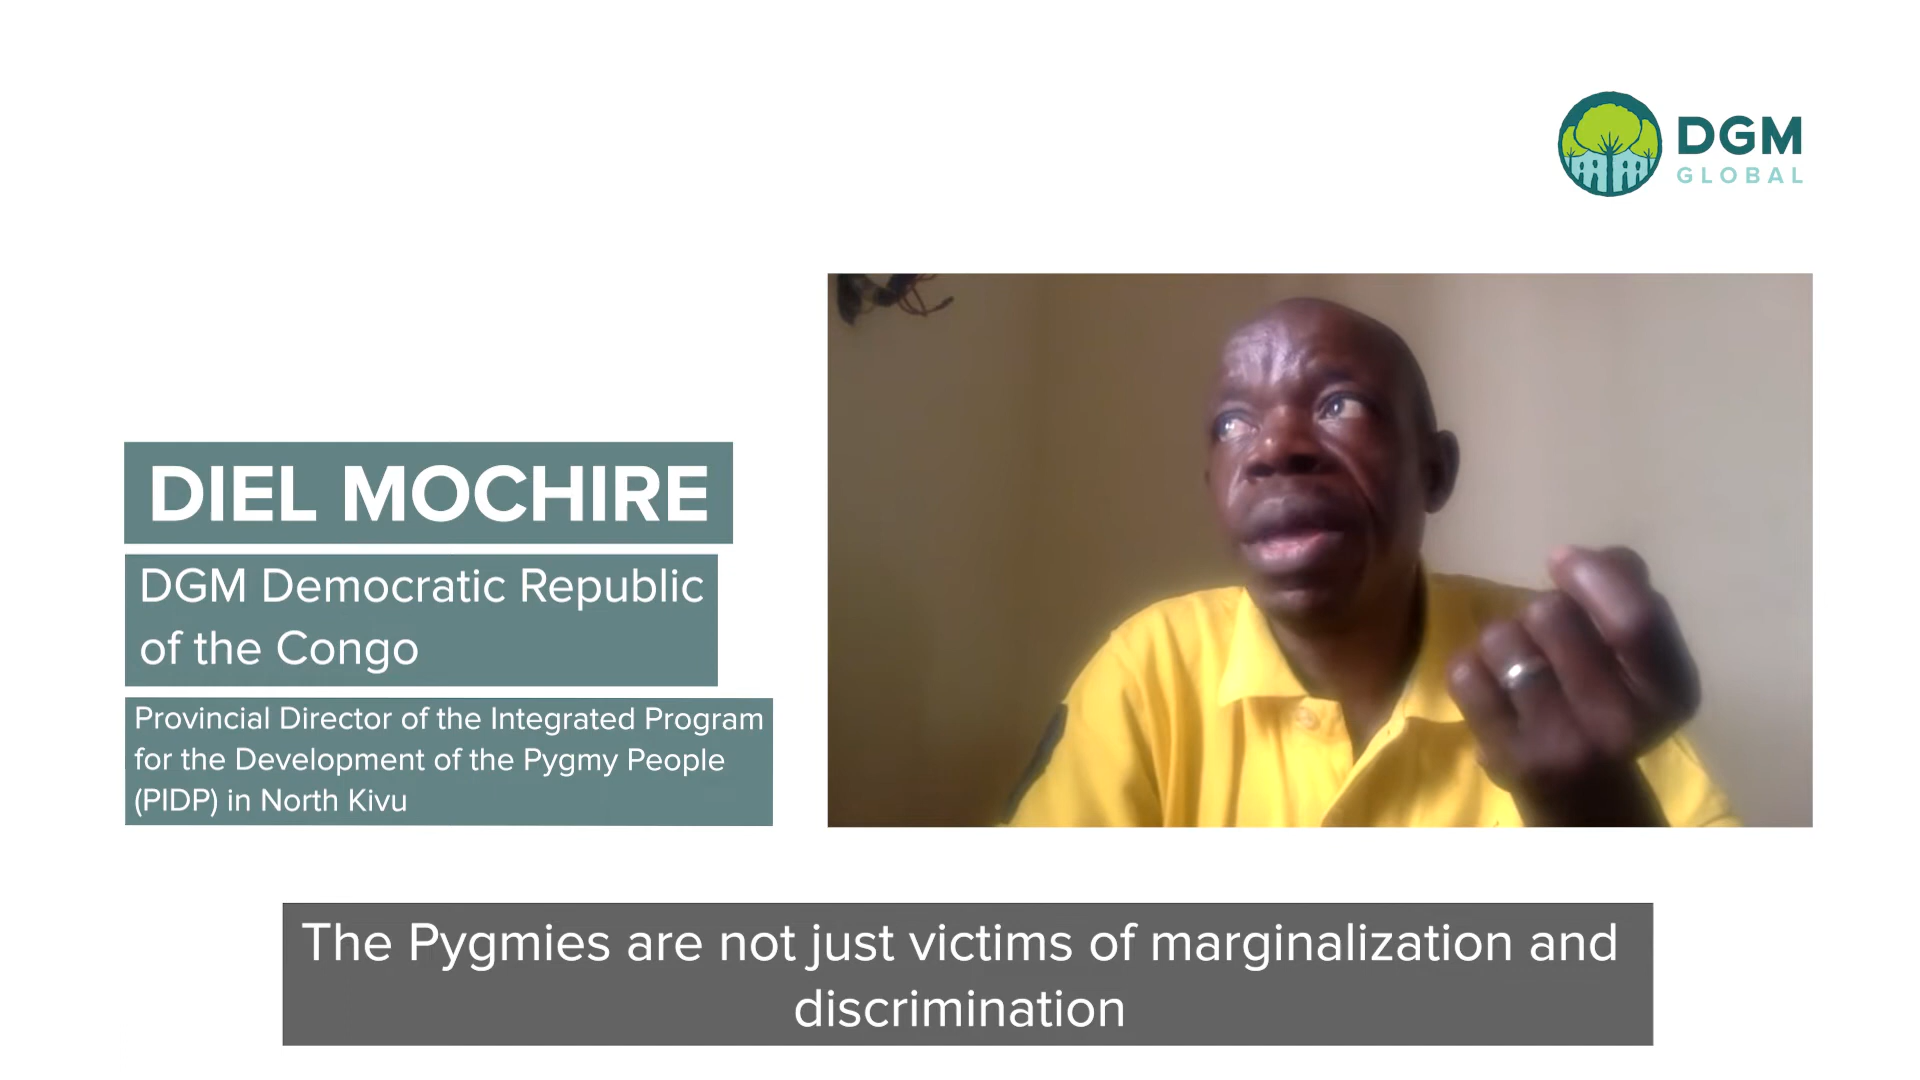 DGM
GLOBAL
DIEL MOCHIRE
DGM Democratic Republic
of the Congo
Provincial Director of the Integrated Program
for the Development of the Pygmy People
(PIDP) in North Kivu
The Pygmies are not just victims of marginalization and
discrimination